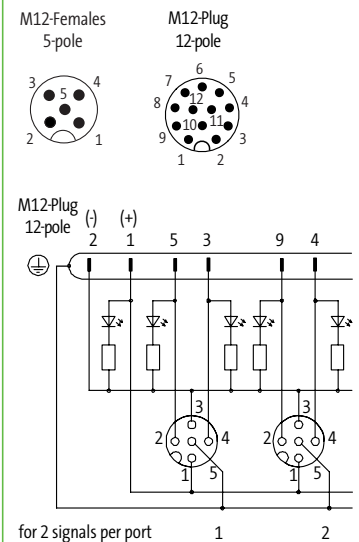 M12-Females M12-Plug
5-pole 12-pole
3 5 4
2 1
6
7 5
8 12 4
10 11
9 3
1 2
M12-Plug
12-pole
(-) (+)
2 1 5 3 9 4
3 3
2 4 2 4
1 5 1 5
for 2 signals per port 1 2